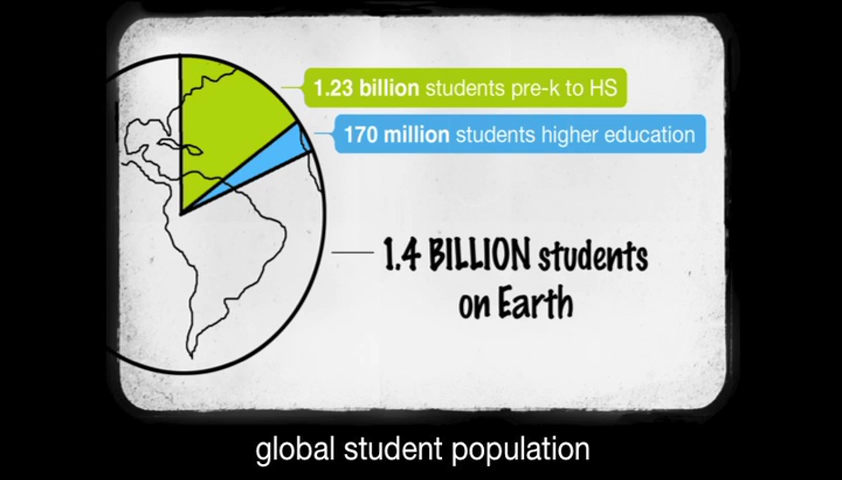 1.23 billion students pre-k to HS
170 million students higher education
1.4 BILLION students
on Earth
global student population